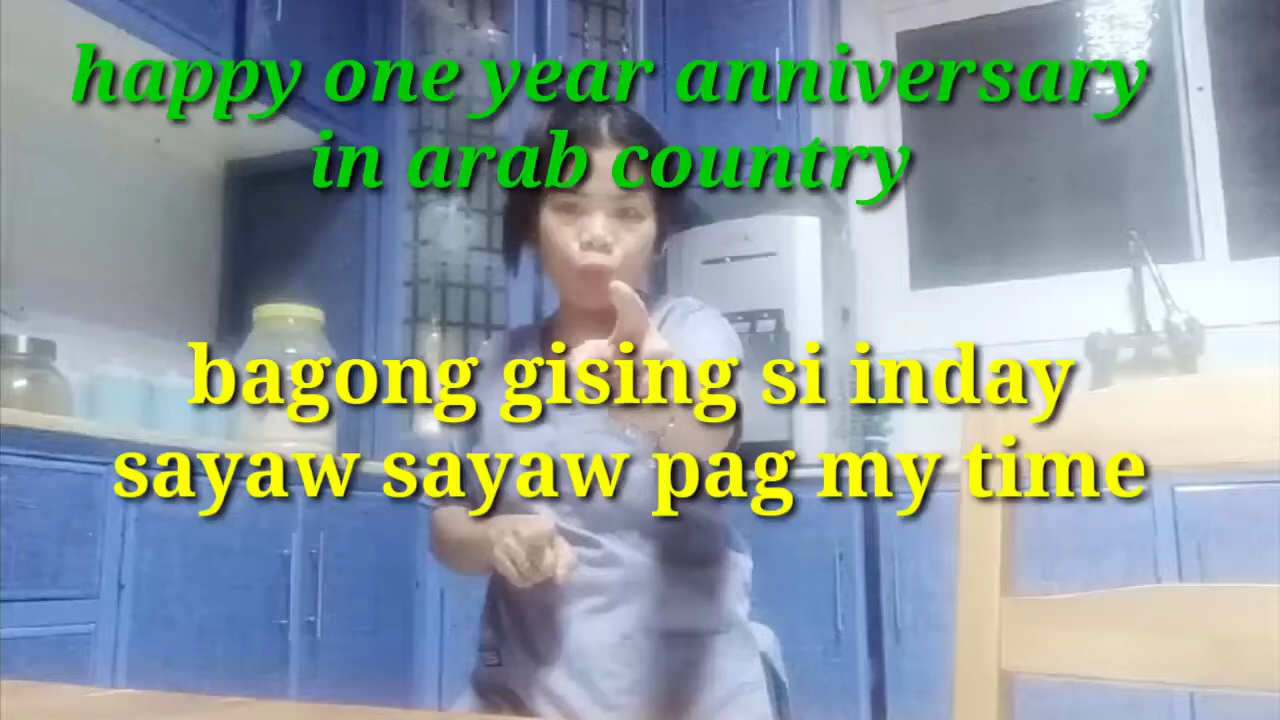 happy one year anniversary
in arab country
bagong gising si inday
sayaw sayaw pag my time